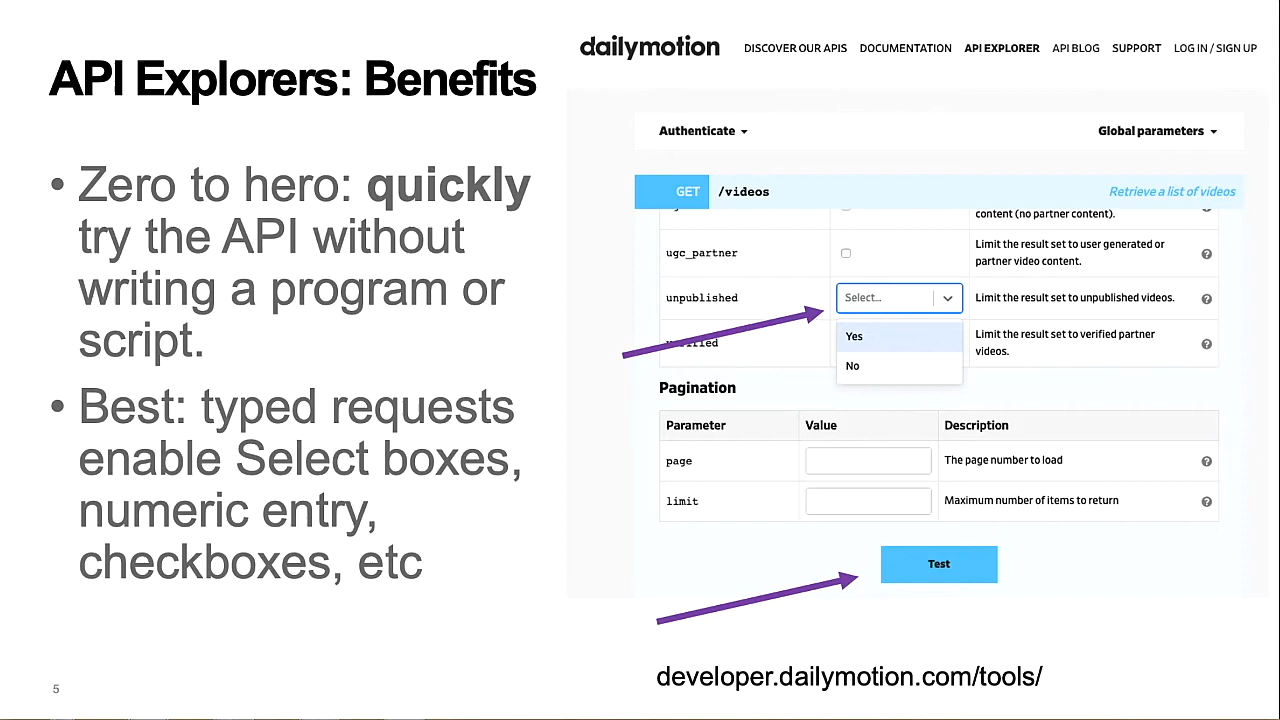 API Explorers: Benefits
• Zero to hero: quickly
try the API without
writing a program or
script.
• Best: typed requests
enable Select boxes,
numeric entry,
checkboxes, etc
5
dailymotion
DISCOVER OUR APIS DOCUMENTATION API EXPLORER API BLOG SUPPORT LOG IN / SIGN UP
Authenticate
Global parameters
GET /videos Retrieve a list of videos
content (no partner content).
ugc_partner
Limit the result set to user generated or
partner video content.
unpublished
Select...
Limit the result set to unpublished videos.
Yes
No
verified
Limit the result set to verified partner
videos.
Pagination
Parameter Value Description
page The page number to load
limit Maximum number of items to return
Test
developer.dailymotion.com/tools/